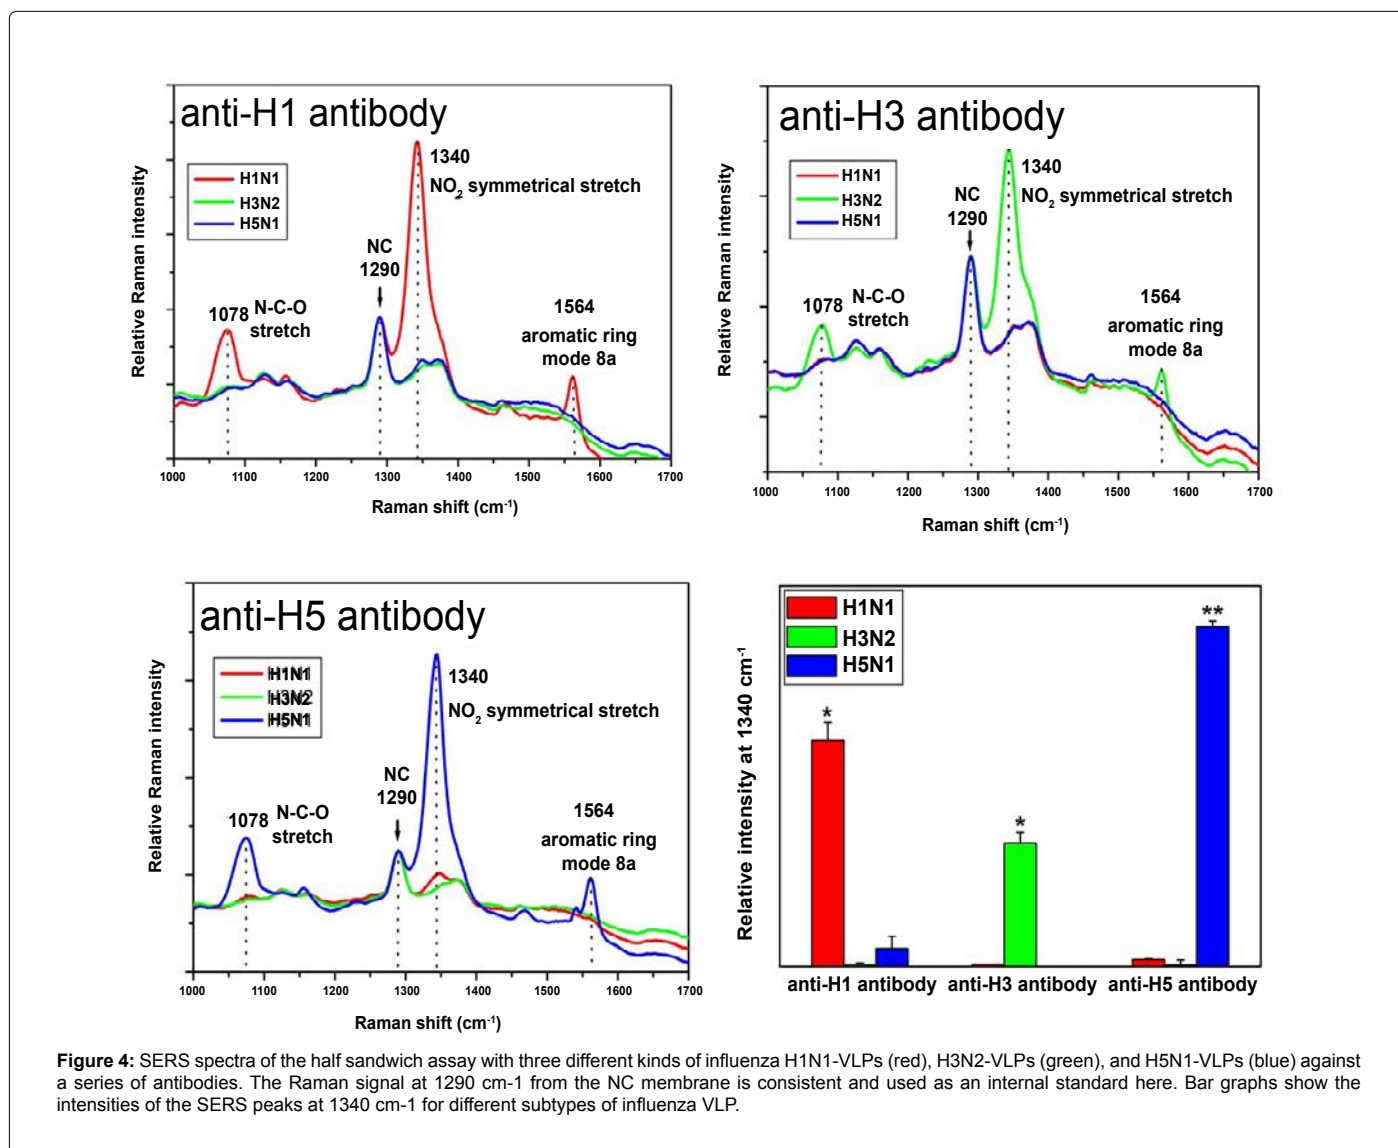 anti-H1 antibody
H1N1
H3N2
H5N1
1340
NO2 symmetrical stretch
NC
1290
1078
N-C-O
stretch
1564
aromatic ring
mode 8a
Relative Raman intensity
1000 1100 1200 1300 1400 1500 1600 1700
Raman shift (cm-1)
anti-H3 antibody
H1N1
H3N2
H5N1
1340
NO2 symmetrical stretch
NC
1290
1078
N-C-O
stretch
1564
aromatic ring
mode 8a
Relative Raman intensity
1000 1100 1200 1300 1400 1500 1600 1700
Raman shift (cm-1)
anti-H5 antibody
H1N1
H3N2
H5N1
1340
NO2 symmetrical stretch
NC
1290
1078
N-C-O
stretch
1564
aromatic ring
mode 8a
Relative Raman intensity
1000 1100 1200 1300 1400 1500 1600 1700
Raman shift (cm-1)
H1N1
H3N2
H5N1
*
*
**
Relative intensity at 1340 cm-1
anti-H1 antibody anti-H3 antibody anti-H5 antibody
Figure 4: SERS spectra of the half sandwich assay with three different kinds of influenza H1N1-VLPs (red), H3N2-VLPs (green), and H5N1-VLPs (blue) against
a series of antibodies. The Raman signal at 1290 cm-1 from the NC membrane is consistent and used as an internal standard here. Bar graphs show the
intensities of the SERS peaks at 1340 cm-1 for different subtypes of influenza VLP.